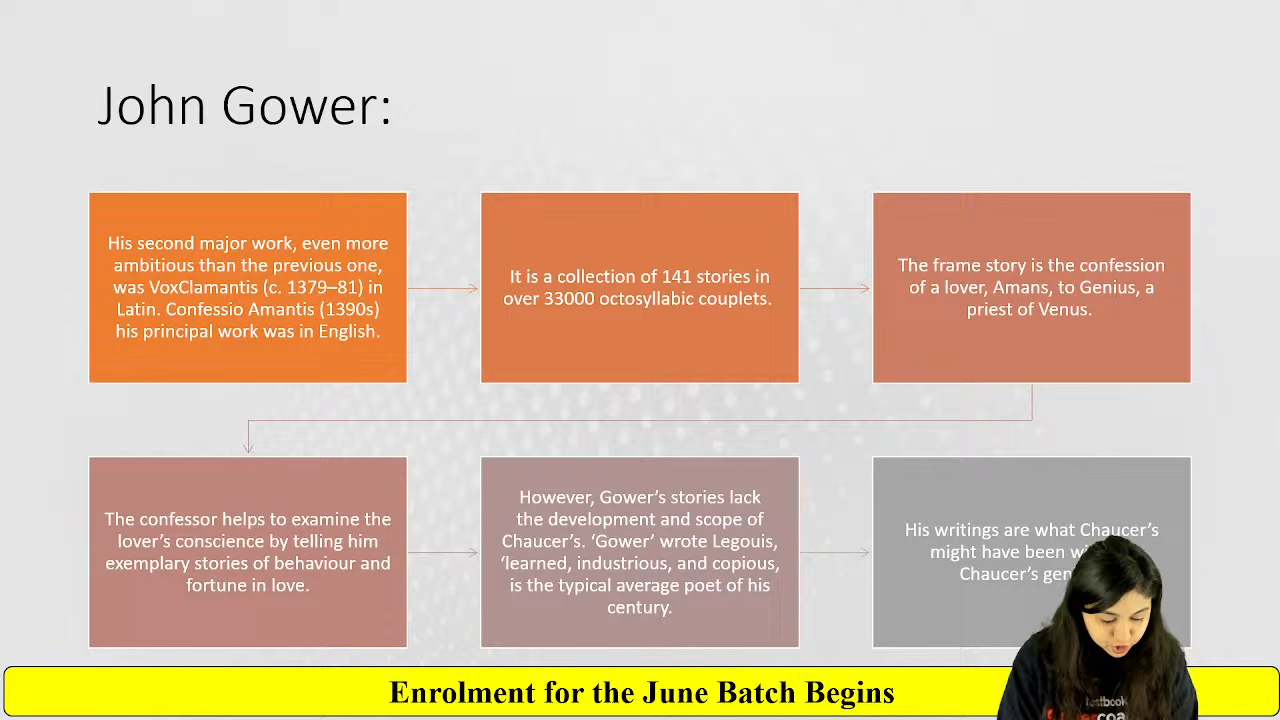 John Gower:
His second major work, even more
ambitious than the previous one,
was VoxClamantis (c. 1379–81) in
Latin. Confessio Amantis (1390s)
his principal work was in English.
It is a collection of 141 stories in
over 33000 octosyllabic couplets.
The frame story is the confession
of a lover, Amans, to Genius, a
priest of Venus.
The confessor helps to examine the
lover’s conscience by telling him
exemplary stories of behaviour and
fortune in love.
However, Gower’s stories lack
the development and scope of
Chaucer’s. ‘Gower’ wrote Legouis,
‘learned, industrious, and copious,
is the typical average poet of his
century.
His writings are what Chaucer’s
might have been
Chaucer’s
Enrolment for the June Batch Begins
testbook